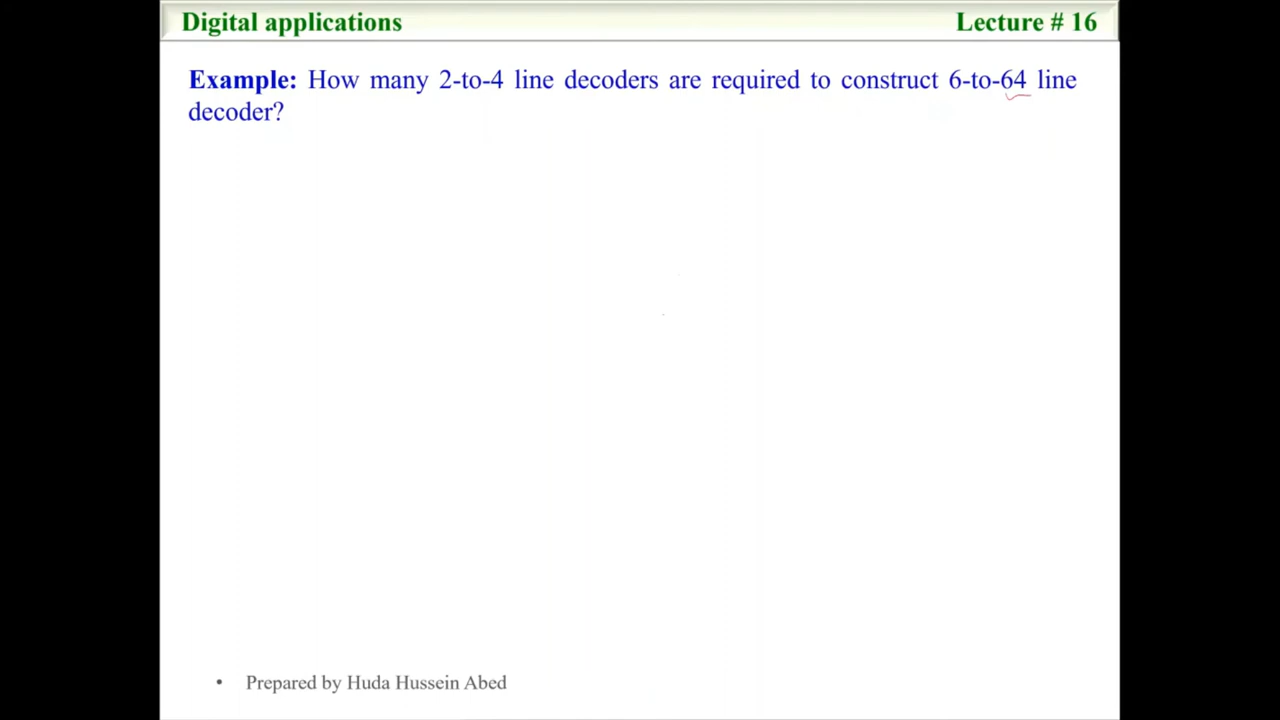 Digital applications Lecture # 16
Example: How many 2-to-4 line decoders are required to construct 6-to-64 line
decoder?
• Prepared by Huda Hussein Abed